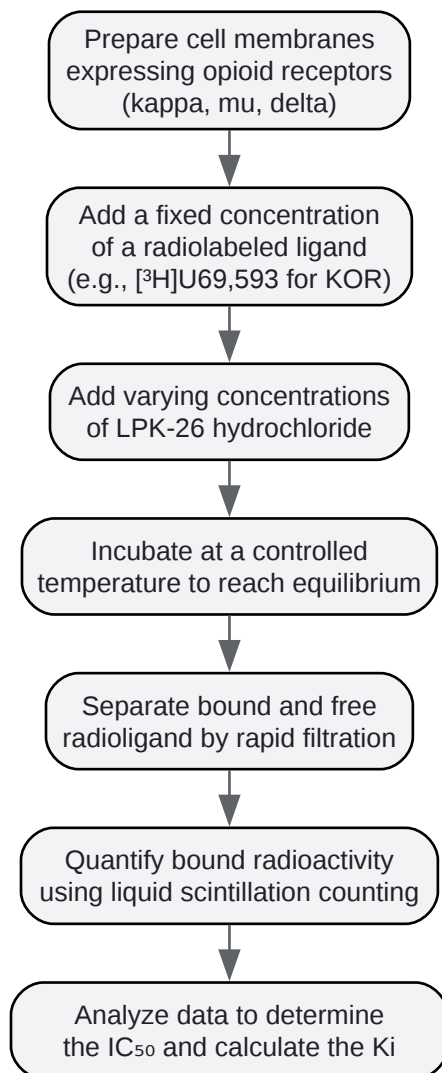 Prepare cell membranes
expressing opioid receptors
(kappa, mu, delta)
Add a fixed concentration
of a radiolabeled ligand
(e.g., [³H]U69,593 for KOR)
Add varying concentrations
of LPK-26 hydrochloride
Incubate at a controlled
temperature to reach equilibrium
Separate bound and free
radioligand by rapid filtration
Quantify bound radioactivity
using liquid scintillation counting
Analyze data to determine
the IC₅₀ and calculate the Ki